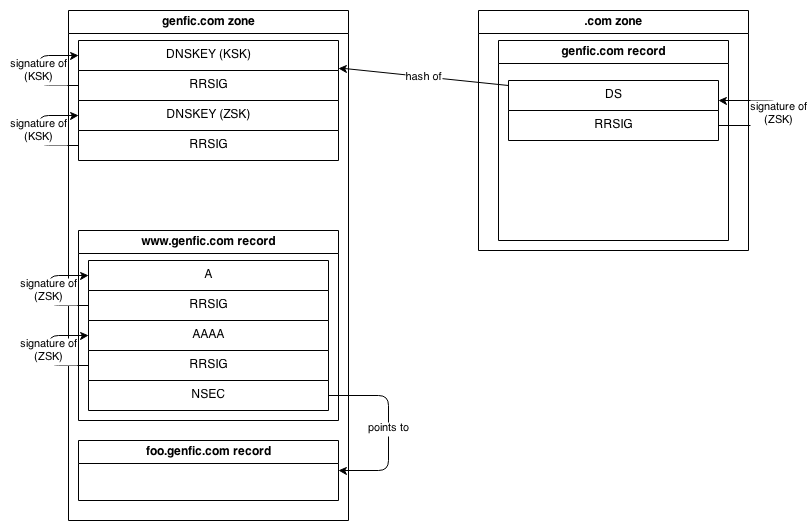 genfic.com zone
DNSKEY (KSK)
signature of
(KSK)
RRSIG
DNSKEY (ZSK)
signature of
(KSK)
RRSIG
www.genfic.com record
A
signature of
(ZSK)
RRSIG
AAAA
signature of
(ZSK)
RRSIG
NSEC
points to
foo.genfic.com record
hash of
.com zone
genfic.com record
DS
signature of
(ZSK)
RRSIG